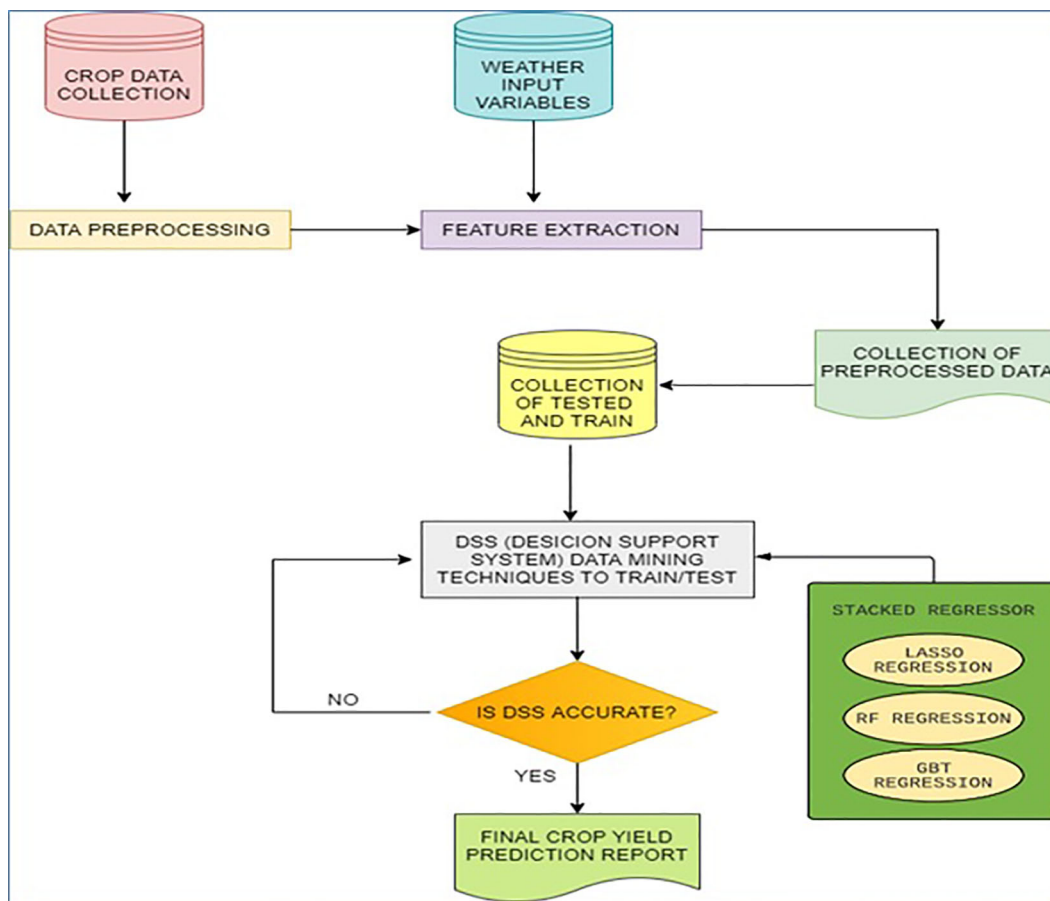 CROP DATA
COLLECTION
WEATHER
INPUT
VARIABLES
DATA PREPROCESSING
FEATURE EXTRACTION
COLLECTION OF
PREPROCESSED DATA
COLLECTION
OF TESTED
AND TRAIN
DSS (DESICION SUPPORT
SYSTEM) DATA MINING
TECHNIQUES TO TRAIN/TEST
STACKED REGRESSOR
LASSO
REGRESSION
RF REGRESSION
GBT
REGRESSION
IS DSS ACCURATE?
NO
YES
FINAL CROP YIELD
PREDICTION REPORT